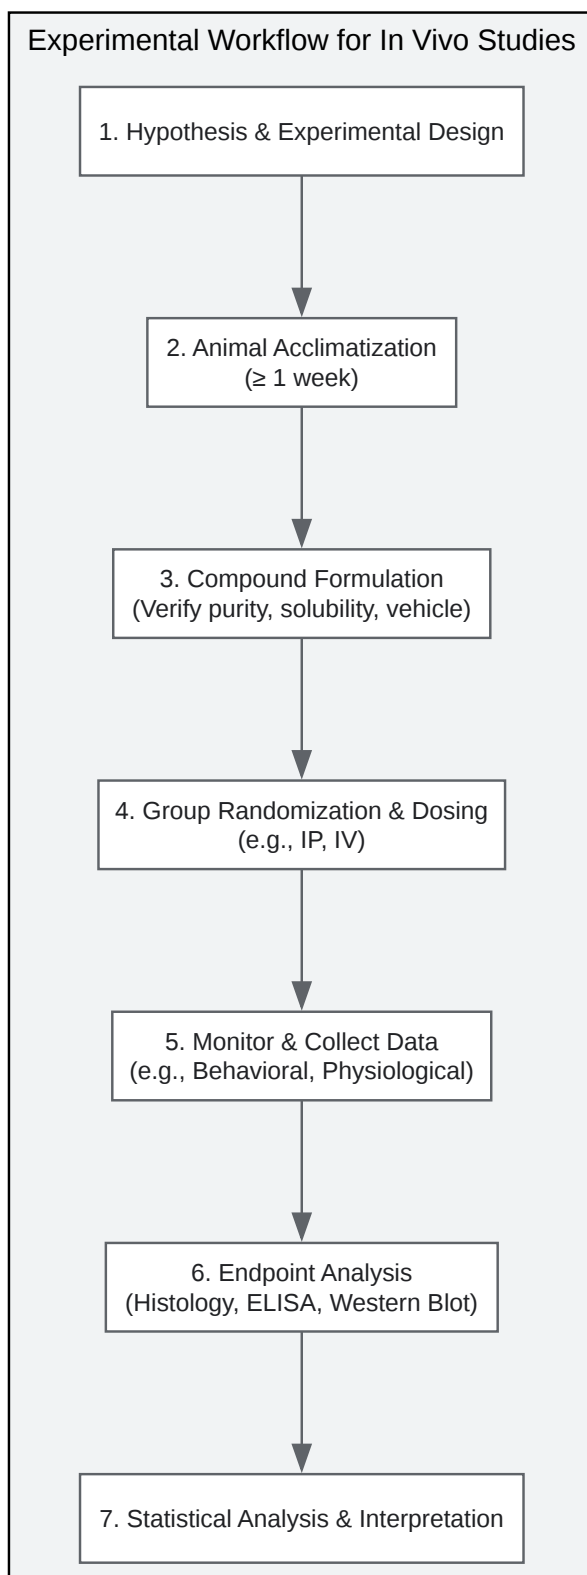 Experimental Workflow for In Vivo Studies
1. Hypothesis & Experimental Design
2. Animal Acclimatization
(≥ 1 week)
3. Compound Formulation
(Verify purity, solubility, vehicle)
4. Group Randomization & Dosing
(e.g., IP, IV)
5. Monitor & Collect Data
(e.g., Behavioral, Physiological)
6. Endpoint Analysis
(Histology, ELISA, Western Blot)
7. Statistical Analysis & Interpretation